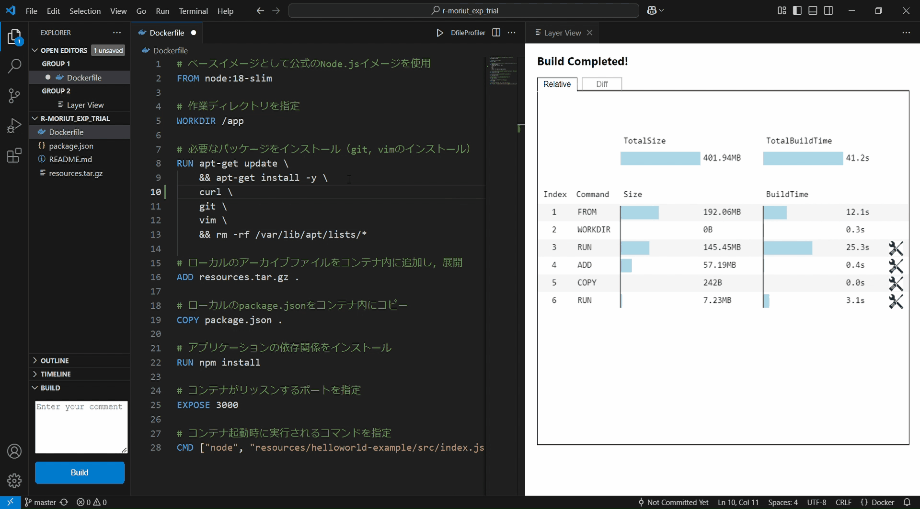 File Edit Selection View Go Run Terminal Help
r-moriut_exp_trial
EXPLORER
OPEN EDITORS 1 unsaved
GROUP 1
Dockerfile
GROUP 2
Layer View
R-MORIUT_EXP_TRIAL
Dockerfile
package.json
README.md
resources.tar.gz
OUTLINE
TIMELINE
BUILD
Enter your comment
Build
1
Dockerfile
DfileProfiler
Dockerfile
1 # ベースイメージとして公式のNode.jsイメージを使用
2 FROM node:18-slim
3
4 # 作業ディレクトリを指定
5 WORKDIR /app
6
7 # 必要なパッケージをインストール（git, vimのインストール）
8 RUN apt-get update \
9 && apt-get install -y \
10 curl \
11 git \
12 vim \
13 && rm -rf /var/lib/apt/lists/*
14
15 # ローカルのアーカイブファイルをコンテナ内に追加し，展開
16 ADD resources.tar.gz .
17
18 # ローカルのpackage.jsonをコンテナ内にコピー
19 COPY package.json .
20
21 # アプリケーションの依存関係をインストール
22 RUN npm install
23
24 # コンテナがリッスンするポートを指定
25 EXPOSE 3000
26
27 # コンテナ起動時に実行されるコマンドを指定
28 CMD ["node", "resources/helloworld-example/src/index.js
Layer View
Build Completed!
Relative Diff
TotalSize TotalBuildTime
401.94MB 41.2s
Index Command Size BuildTime
1 FROM 192.06MB 12.1s
2 WORKDIR 0B 0.3s
3 RUN 145.45MB 25.3s
4 ADD 57.19MB 0.4s
5 COPY 242B 0.0s
6 RUN 7.23MB 3.1s
master 0 0 Not Committed Yet Ln 10, Col 11 Spaces: 4 UTF-8 CRLF Docker